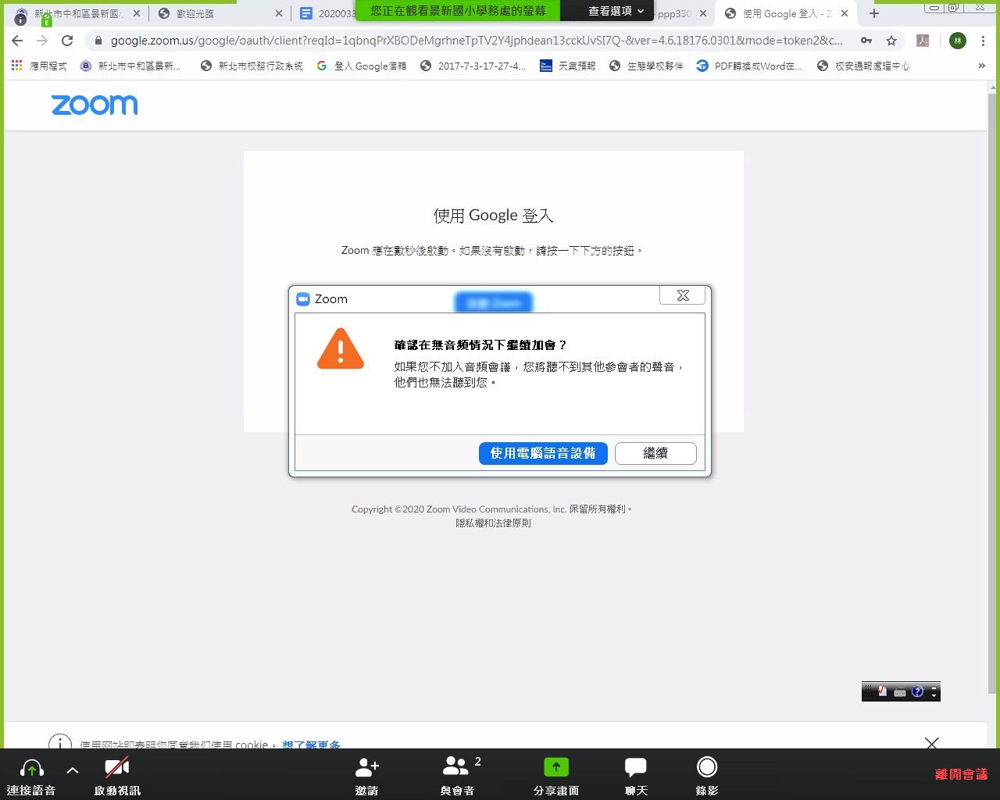 新北市中和區景新國小
歡迎光臨
2020033
您正在觀看景新國小學務處的螢幕
查看選項
ppp330
使用 Google 登入 - Z
google.zoom.us/google/oauth/client?reqId=1qbnqPrXBODeMgrhneTpTV2Y4jphdean13cckUvSI7Q-&ver=4.6.18176.0301&mode=token2&c...
林
應用程式
新北市中和區景新...
新北市校務行政系統
登入 Google信箱
2017-7-3-17-27-4...
天氣預報
生態學校夥伴
PDF轉換成Word在...
校安通報處理中心
»
zoom
使用 Google 登入
Zoom 應在數秒後啟動。如果沒有啟動，請按一下下方的按鈕。
Zoom
確認在無音頻情況下繼續加會？
如果您不加入音頻會議，您將聽不到其他參會者的聲音，
他們也無法聽到您。
使用電腦語音設備
繼續
Copyright ©2020 Zoom Video Communications, Inc. 保留所有權利。
隱私權和法律原則
使用网站即表明您同意我们使用 cookie。 想了解更多
連接語音
啟動視訊
邀請
2
與會者
分享畫面
聊天
錄影
離開會議